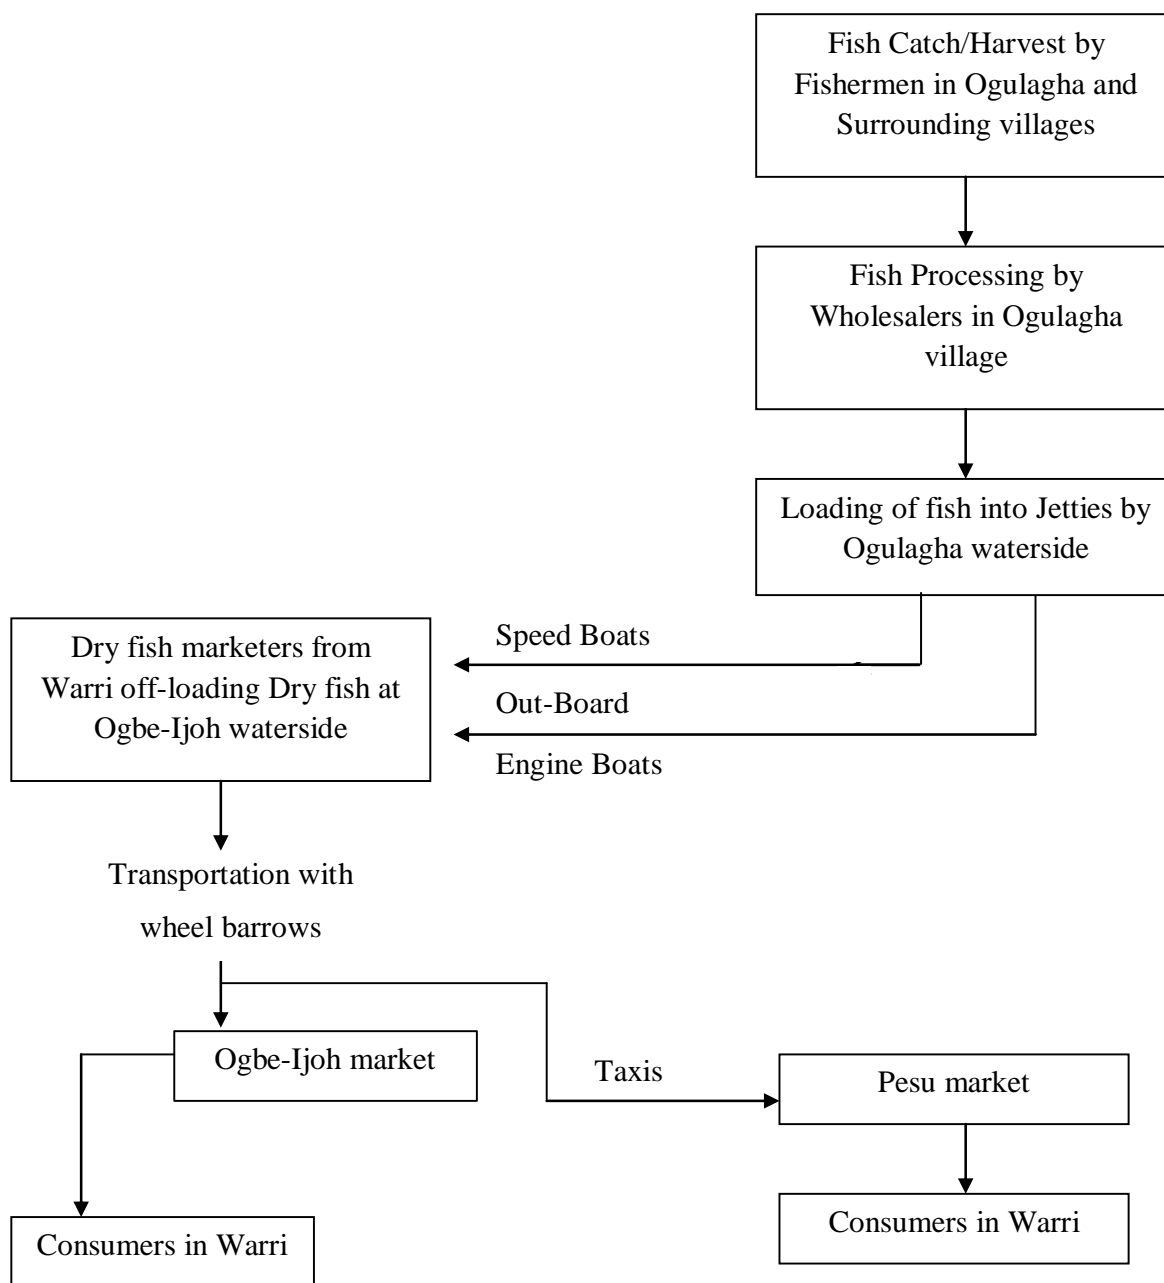 Fish Catch/Harvest by
Fishermen in Ogulagha and
Surrounding villages
Fish Processing by
Wholesalers in Ogulagha
village
Loading of fish into Jetties by
Ogulagha waterside
Dry fish marketers from
Warri off-loading Dry fish at
Ogbe-Ijoh waterside
Speed Boats
Out-Board
Engine Boats
Transportation with
wheel barrows
Ogbe-Ijoh market
Taxis
Pesu market
Consumers in Warri
Consumers in Warri